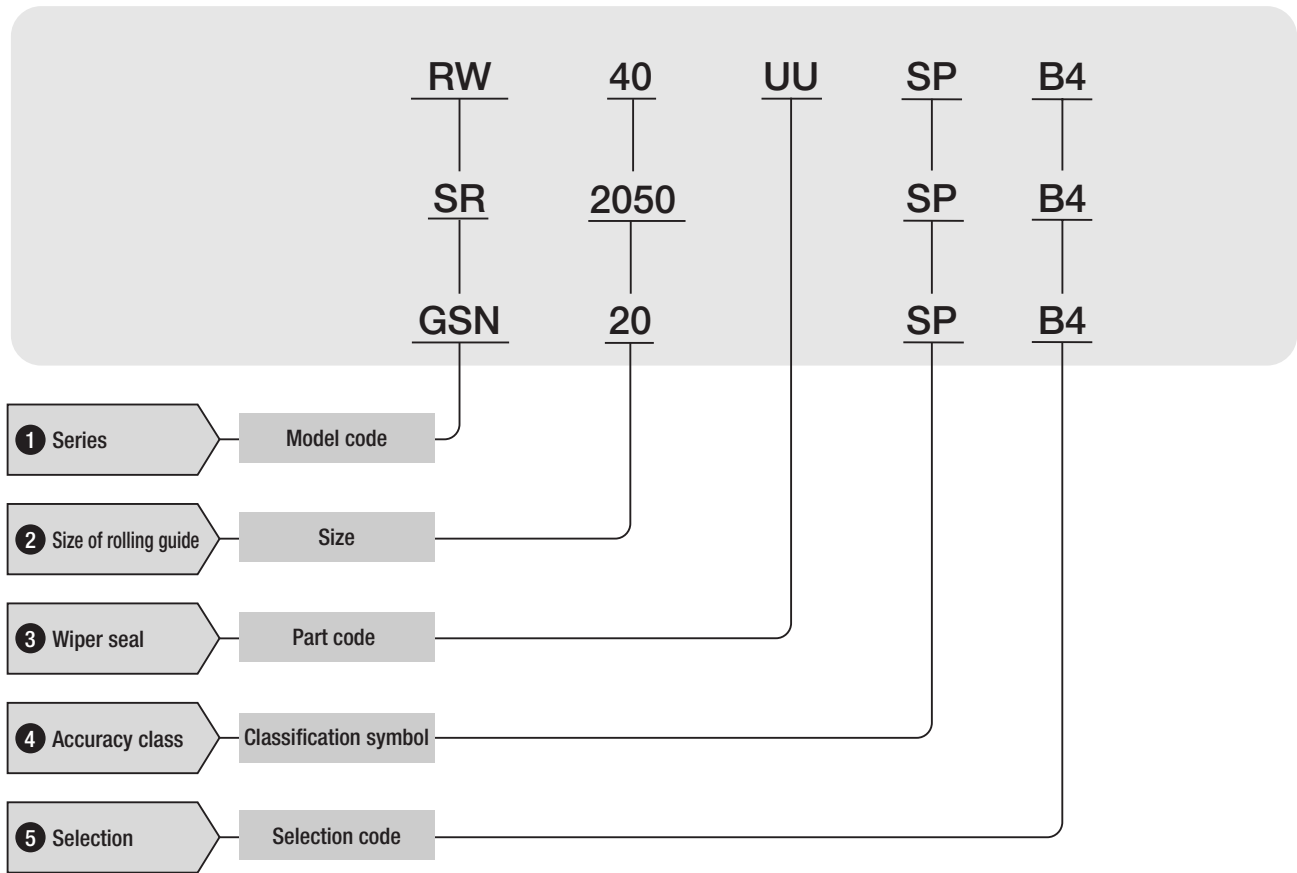 RW 40 UU SP B4
SR 2050 SP B4
GSN 20 SP B4
1 Series Model code
2 Size of rolling guide Size
3 Wiper seal Part code
4 Accuracy class Classification symbol
5 Selection Selection code